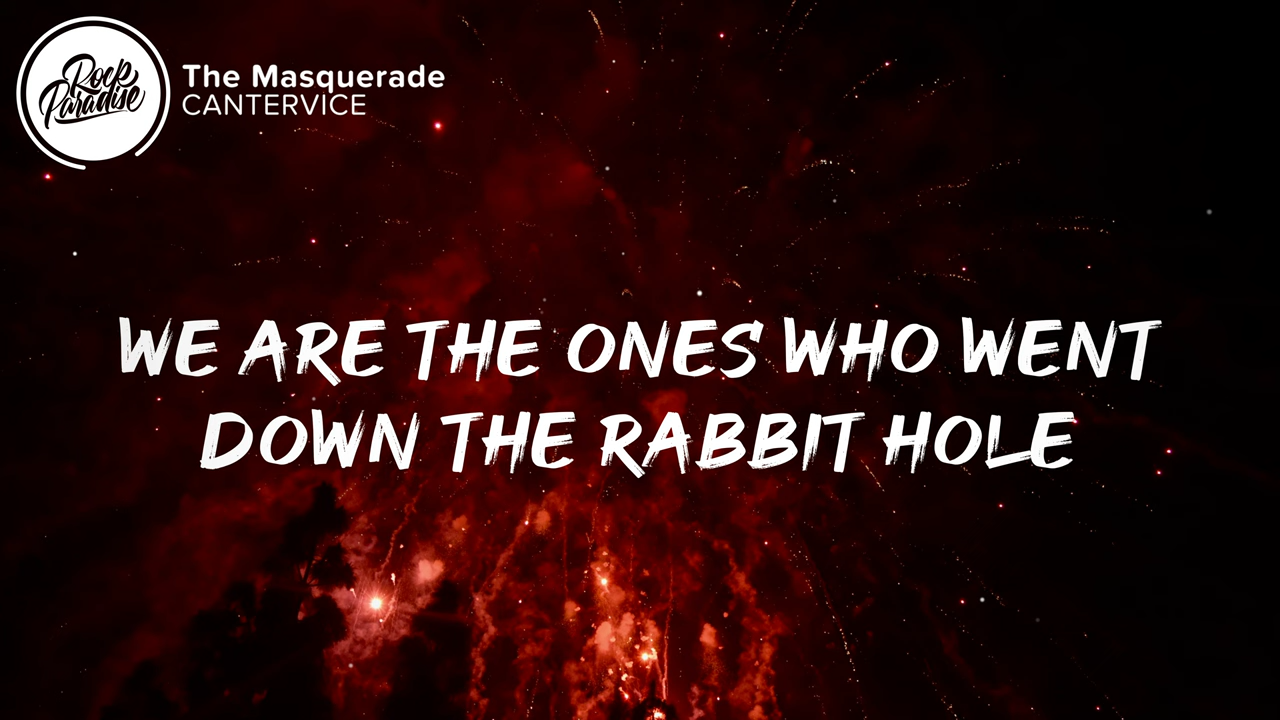 Rock
Paradise
The Masquerade
CANTERVICE
WE ARE THE ONES WHO WENT
DOWN THE RABBIT HOLE